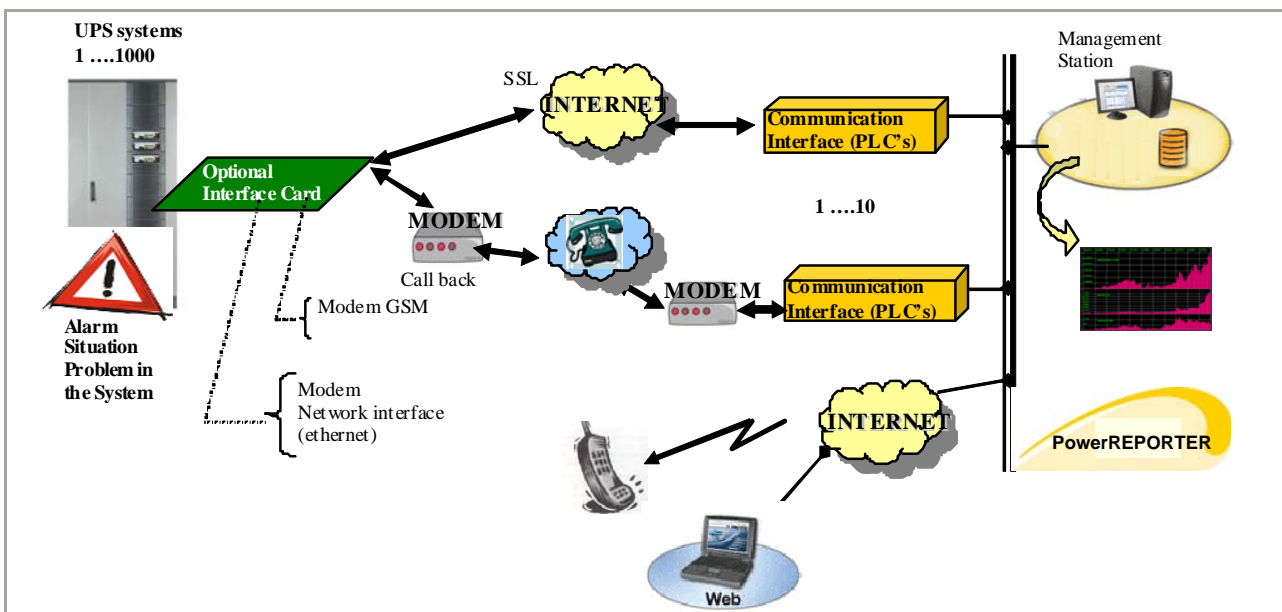 UPS systems
1 ….1000
SSL
INTERNET
Communication
Interface (PLC's)
Management
Station
Optional
Interface Card
MODEM
Call back
1 ….10
MODEM
Communication
Interface (PLC's)
Modem GSM
Alarm
Situation
Problem in
the System
Modem
Network interface
(ethernet)
INTERNET
PowerREPORTER
Web